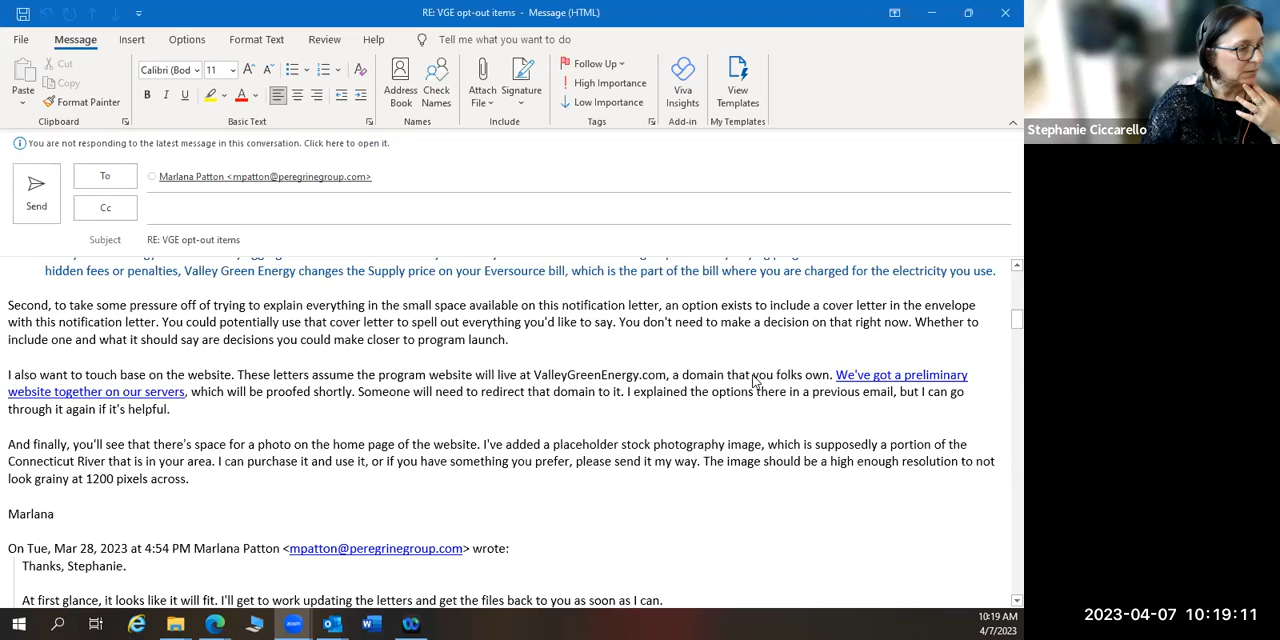 RE: VGE opt-out items - Message (HTML)
File Message Insert Options Format Text Review Help Tell me what you want to do
Paste Cut Copy Format Painter
Calibri (Bod 11
B I U A
Address Book Check Names
Attach File Signature
Follow Up High Importance Low Importance
Viva Insights
View Templates
Clipboard Basic Text Names Include Tags Add-in My Templates
You are not responding to the latest message in this conversation. Click here to open it.
Send
To Marlana Patton <mpatton@peregrinegroup.com>
Cc
Subject RE: VGE opt-out items
hidden fees or penalties, Valley Green Energy changes the Supply price on your Eversource bill, which is the part of the bill where you are charged for the electricity you use.
Second, to take some pressure off of trying to explain everything in the small space available on this notification letter, an option exists to include a cover letter in the envelope
with this notification letter. You could potentially use that cover letter to spell out everything you'd like to say. You don't need to make a decision on that right now. Whether to
include one and what it should say are decisions you could make closer to program launch.
I also want to touch base on the website. These letters assume the program website will live at ValleyGreenEnergy.com, a domain that you folks own. We've got a preliminary
website together on our servers, which will be proofed shortly. Someone will need to redirect that domain to it. I explained the options there in a previous email, but I can go
through it again if it's helpful.
And finally, you'll see that there's space for a photo on the home page of the website. I've added a placeholder stock photography image, which is supposedly a portion of the
Connecticut River that is in your area. I can purchase it and use it, or if you have something you prefer, please send it my way. The image should be a high enough resolution to not
look grainy at 1200 pixels across.
Marlana
On Tue, Mar 28, 2023 at 4:54 PM Marlana Patton <mpatton@peregrinegroup.com> wrote:
Thanks, Stephanie.
At first glance, it looks like it will fit. I'll get to work updating the letters and get the files back to you as soon as I can.
10:19 AM
4/7/2023
Stephanie Ciccarello
2023-04-07 10:19:11